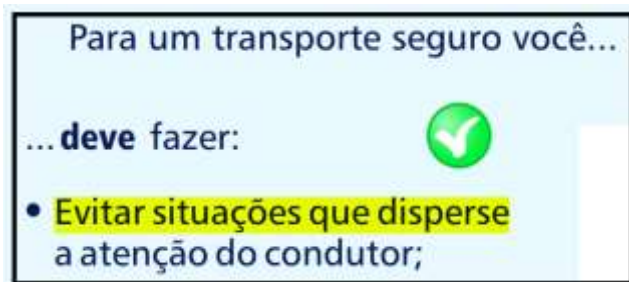 Para um transporte seguro você...
...deve fazer:
• Evitar situações que disperse
a atenção do condutor;